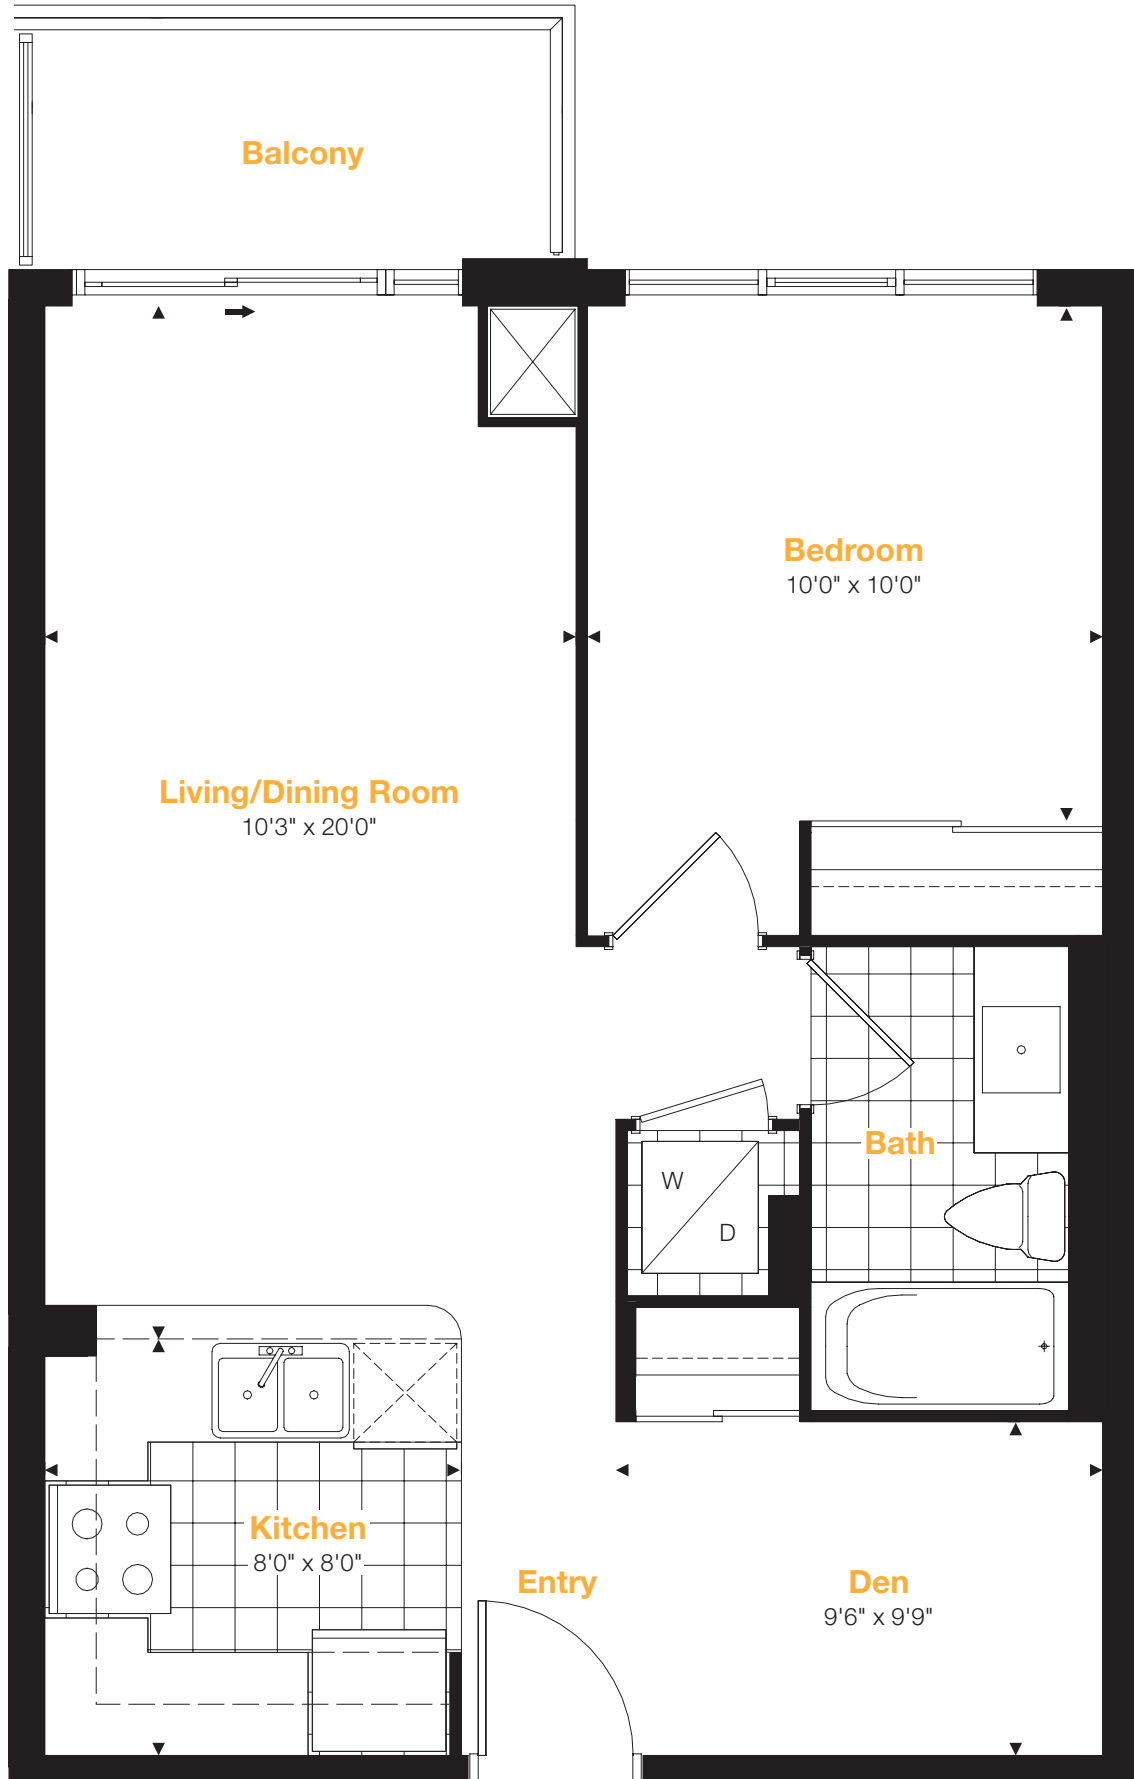 Balcony
Bedroom
10'0" x 10'0"
Living/Dining Room
10'3" x 20'0"
Bath
W
D
Kitchen
8'0" x 8'0"
Entry
Den
9'6" x 9'9"